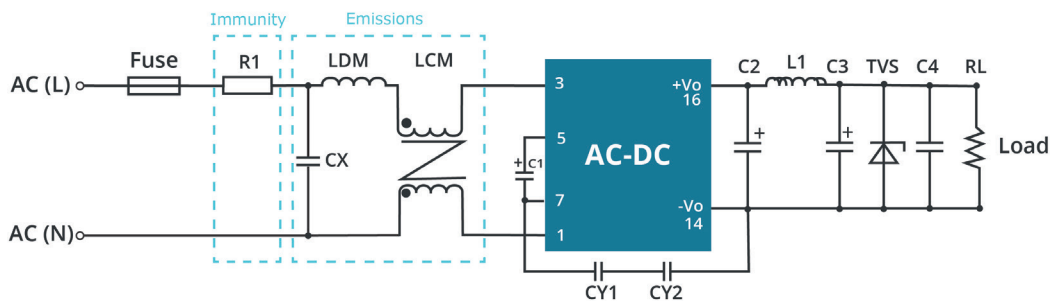 Immunity
Emissions
Fuse
R1
LDM
LCM
AC (L)
CX
AC (N)
3
5
7
1
+
C1
AC-DC
+Vo
16
-Vo
14
CY1
CY2
C2
L1
C3
TVS
C4
RL
+
+
Load